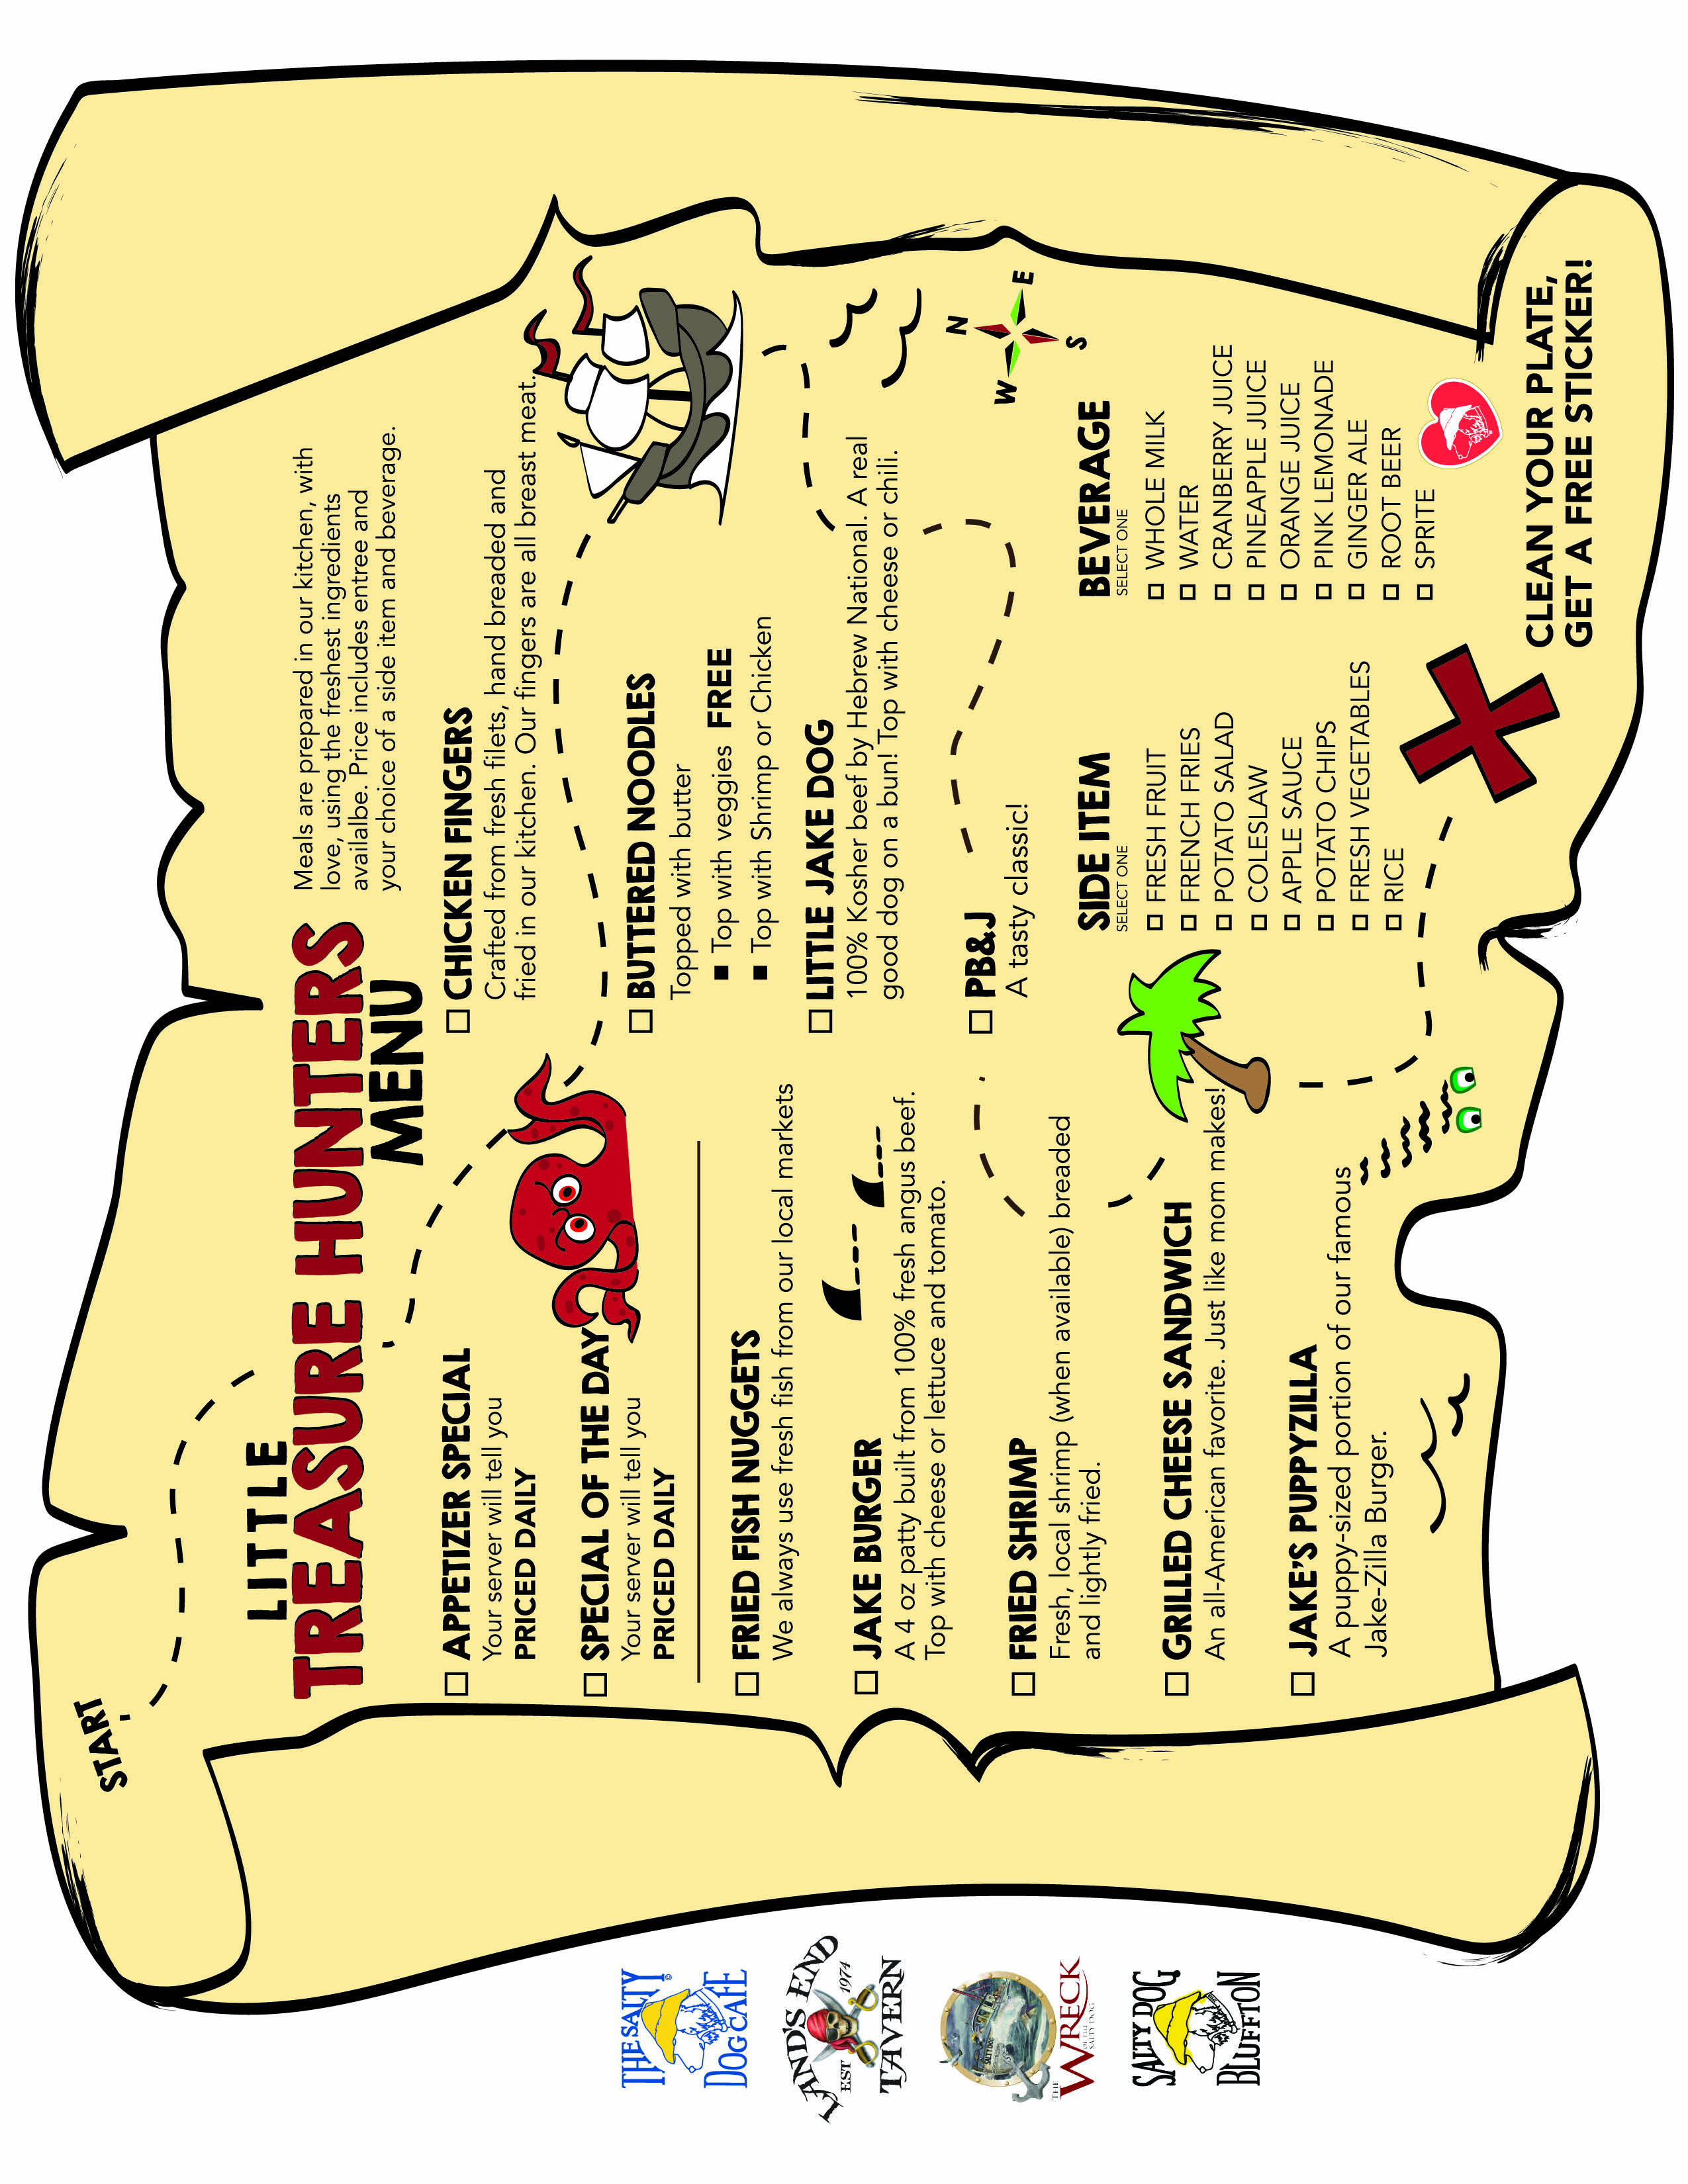 START
LITTLE
TREASURE HUNTERS
MENU
Meals are prepared in our kitchen, with
love, using the freshest ingredients
availalbe. Price includes entree and
your choice of a side item and beverage.
APPETIZER SPECIAL
Your server will tell you
PRICED DAILY
SPECIAL OF THE DAY
Your server will tell you
PRICED DAILY
FRIED FISH NUGGETS
We always use fresh fish from our local markets
JAKE BURGER
A 4 oz patty built from 100% fresh angus beef.
Top with cheese or lettuce and tomato.
FRIED SHRIMP
Fresh, local shrimp (when available) breaded
and lightly fried.
GRILLED CHEESE SANDWICH
An all-American favorite. Just like mom makes!
JAKE'S PUPPYZILLA
A puppy-sized portion of our famous
Jake-Zilla Burger.
CHICKEN FINGERS
Crafted from fresh filets, hand breaded and
fried in our kitchen. Our fingers are all breast meat.
BUTTERED NOODLES
Topped with butter
▪ Top with veggies FREE
▪ Top with Shrimp or Chicken
LITTLE JAKE DOG
100% Kosher beef by Hebrew National. A real
good dog on a bun! Top with cheese or chili.
PB&J
A tasty classic!
N
W
E
S
SIDE ITEM
SELECT ONE
FRESH FRUIT
FRENCH FRIES
POTATO SALAD
COLESLAW
APPLE SAUCE
POTATO CHIPS
FRESH VEGETABLES
RICE
BEVERAGE
SELECT ONE
WHOLE MILK
WATER
CRANBERRY JUICE
PINEAPPLE JUICE
ORANGE JUICE
PINK LEMONADE
GINGER ALE
ROOT BEER
SPRITE
CLEAN YOUR PLATE,
GET A FREE STICKER!
THE SALTY
DOG CAFE
LAND'S END
EST 1974
TAVERN
THE WRECK
OF THE
SALTY DOG
SALTY DOG
BLUFFTON